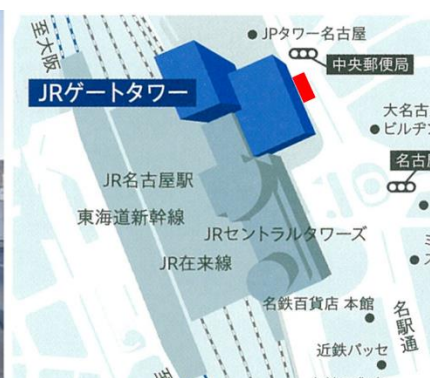 至大阪
JPタワー名古屋
中央郵便局
JRゲートタワー
大名古
ビルヂ
名古
JR名古屋駅
東海道新幹線
JRセントラルタワーズ
JR在来線
名鉄百貨店 本館
名駅通
近鉄パッセ
至